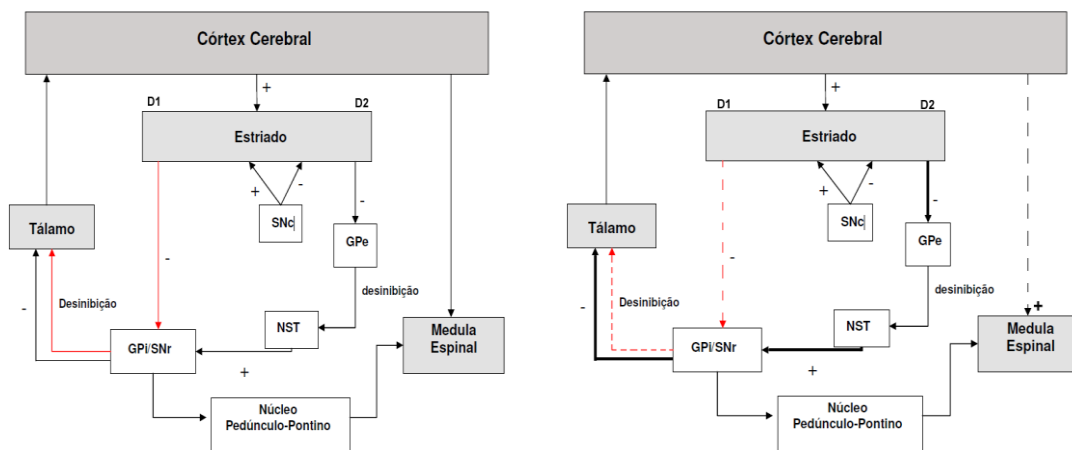 Córtex Cerebral
+
D1
D2
Estriado
+
-
-
SNc
GPe
Tálamo
-
-
Desinibição
desinibição
NST
GPi/SNr
+
Medula
Espinal
Núcleo
Pedúnculo-Pontino
Córtex Cerebral
+
D1
D2
Estriado
+
-
-
SNc
GPe
Tálamo
-
-
Desinibição
desinibição
NST
GPi/SNr
+
+
Medula
Espinal
Núcleo
Pedúnculo-Pontino